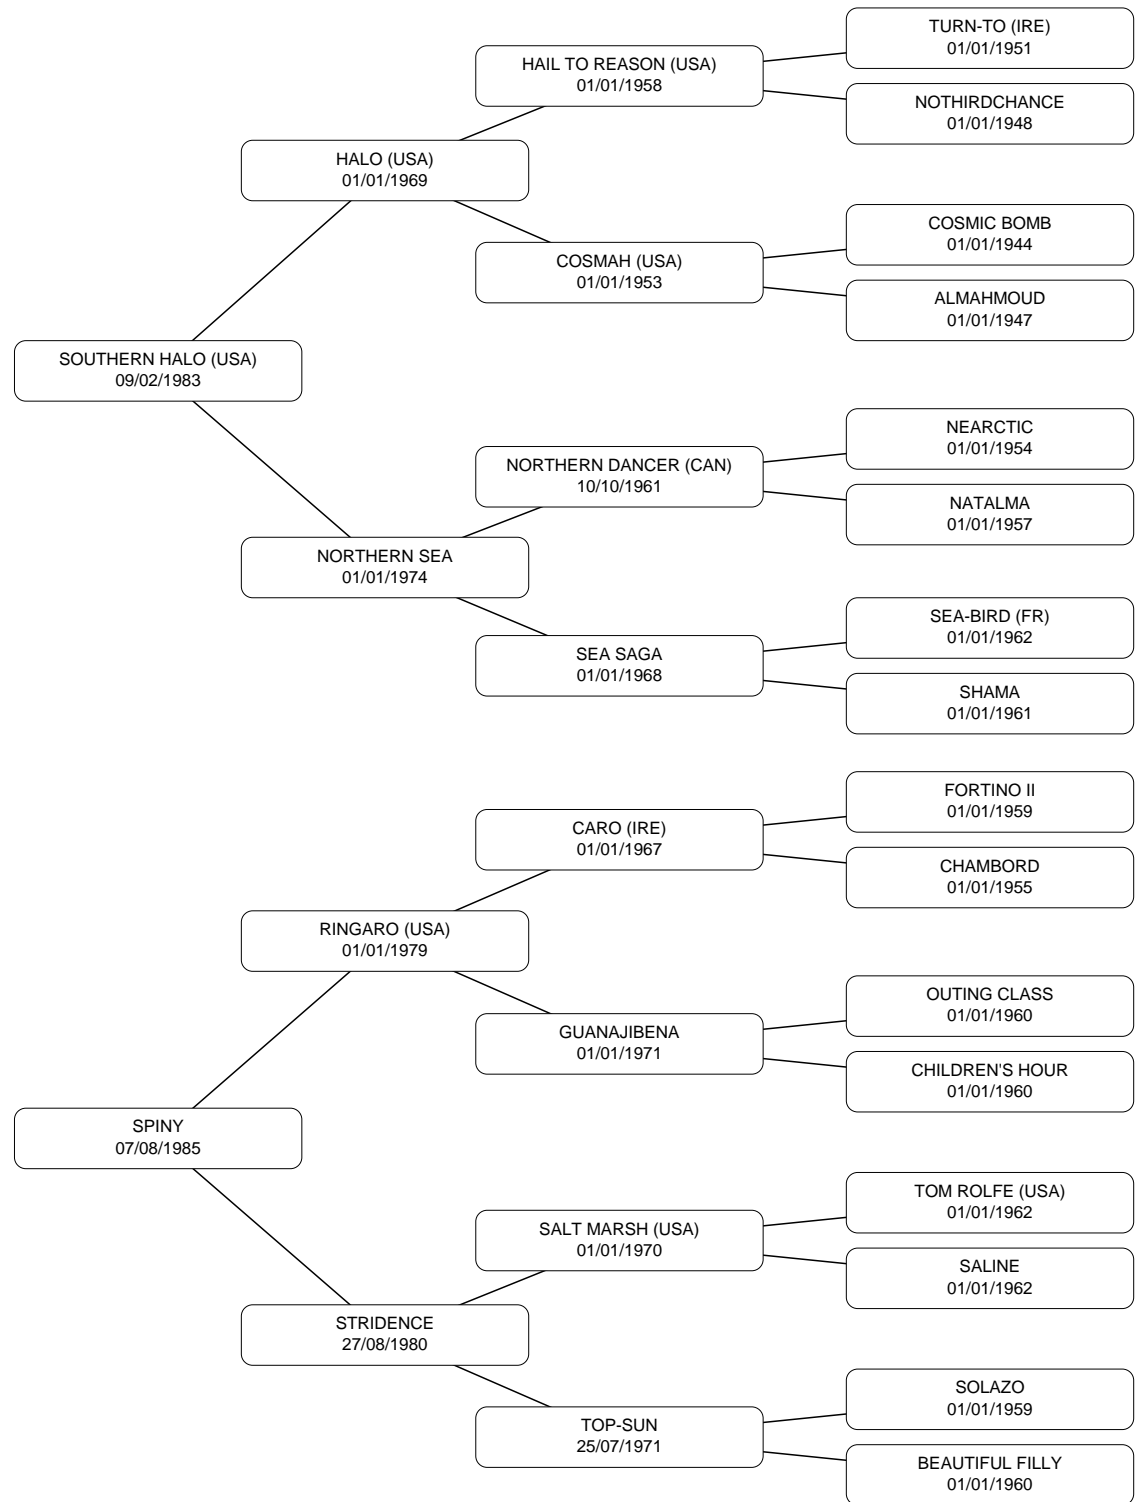 TURN-TO (IRE)
01/01/1951
HAIL TO REASON (USA)
01/01/1958
NOTHIRDCHANCE
01/01/1948
HALO (USA)
01/01/1969
COSMIC BOMB
01/01/1944
COSMAH (USA)
01/01/1953
ALMAHMOUD
01/01/1947
SOUTHERN HALO (USA)
09/02/1983
NEARCTIC
01/01/1954
NORTHERN DANCER (CAN)
10/10/1961
NATALMA
01/01/1957
NORTHERN SEA
01/01/1974
SEA-BIRD (FR)
01/01/1962
SEA SAGA
01/01/1968
SHAMA
01/01/1961
FORTINO II
01/01/1959
CARO (IRE)
01/01/1967
CHAMBORD
01/01/1955
RINGARO (USA)
01/01/1979
OUTING CLASS
01/01/1960
GUANAJIBENA
01/01/1971
CHILDREN'S HOUR
01/01/1960
SPINY
07/08/1985
TOM ROLFE (USA)
01/01/1962
SALT MARSH (USA)
01/01/1970
SALINE
01/01/1962
STRIDENCE
27/08/1980
SOLAZO
01/01/1959
TOP-SUN
25/07/1971
BEAUTIFUL FILLY
01/01/1960